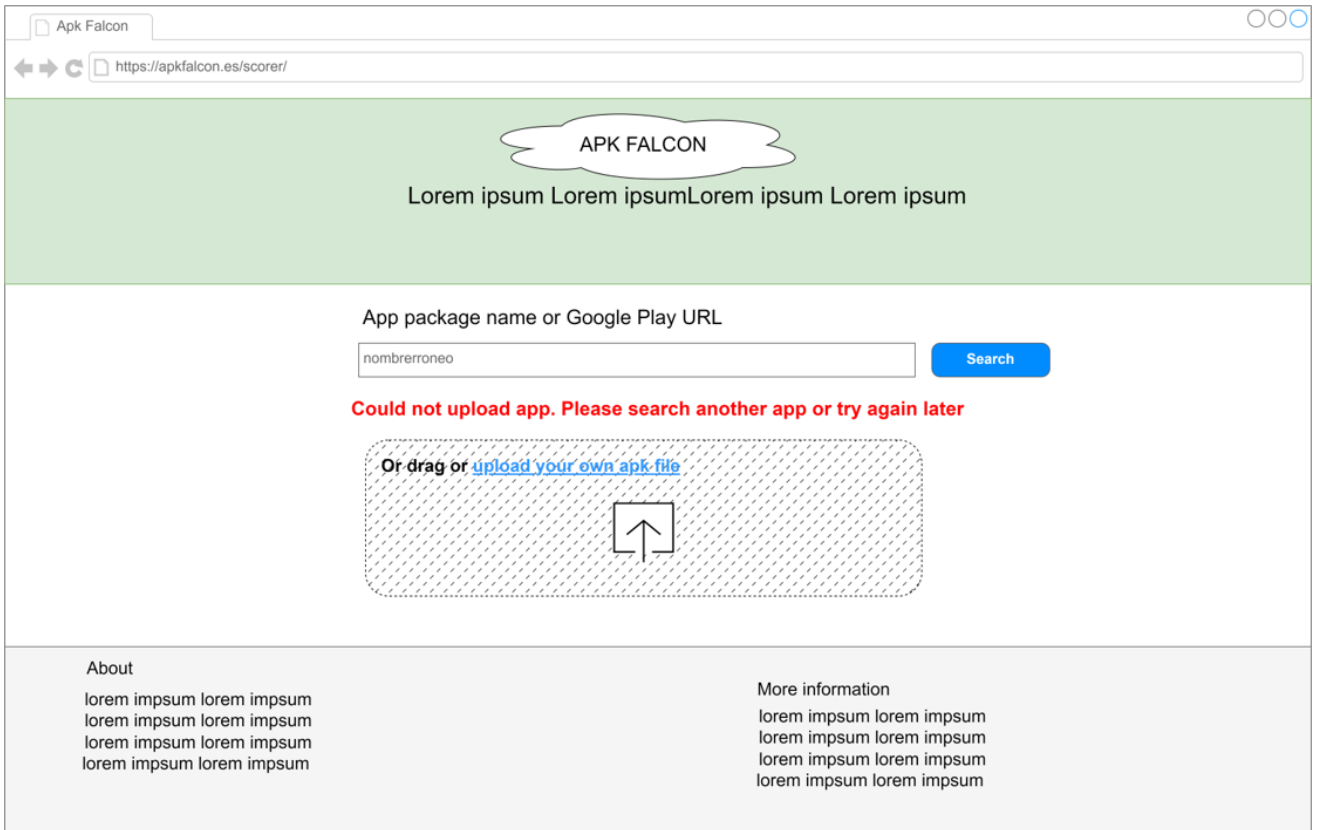 Apk Falcon
https://apkfalcon.es/scorer/
APK FALCON
Lorem ipsum Lorem ipsumLorem ipsum Lorem ipsum
App package name or Google Play URL
nombrerroneo
Search
Could not upload app. Please search another app or try again later
Or drag or upload your own apk file
About
lorem impsum lorem impsum
lorem impsum lorem impsum
lorem impsum lorem impsum
lorem impsum lorem impsum
More information
lorem impsum lorem impsum
lorem impsum lorem impsum
lorem impsum lorem impsum
lorem impsum lorem impsum